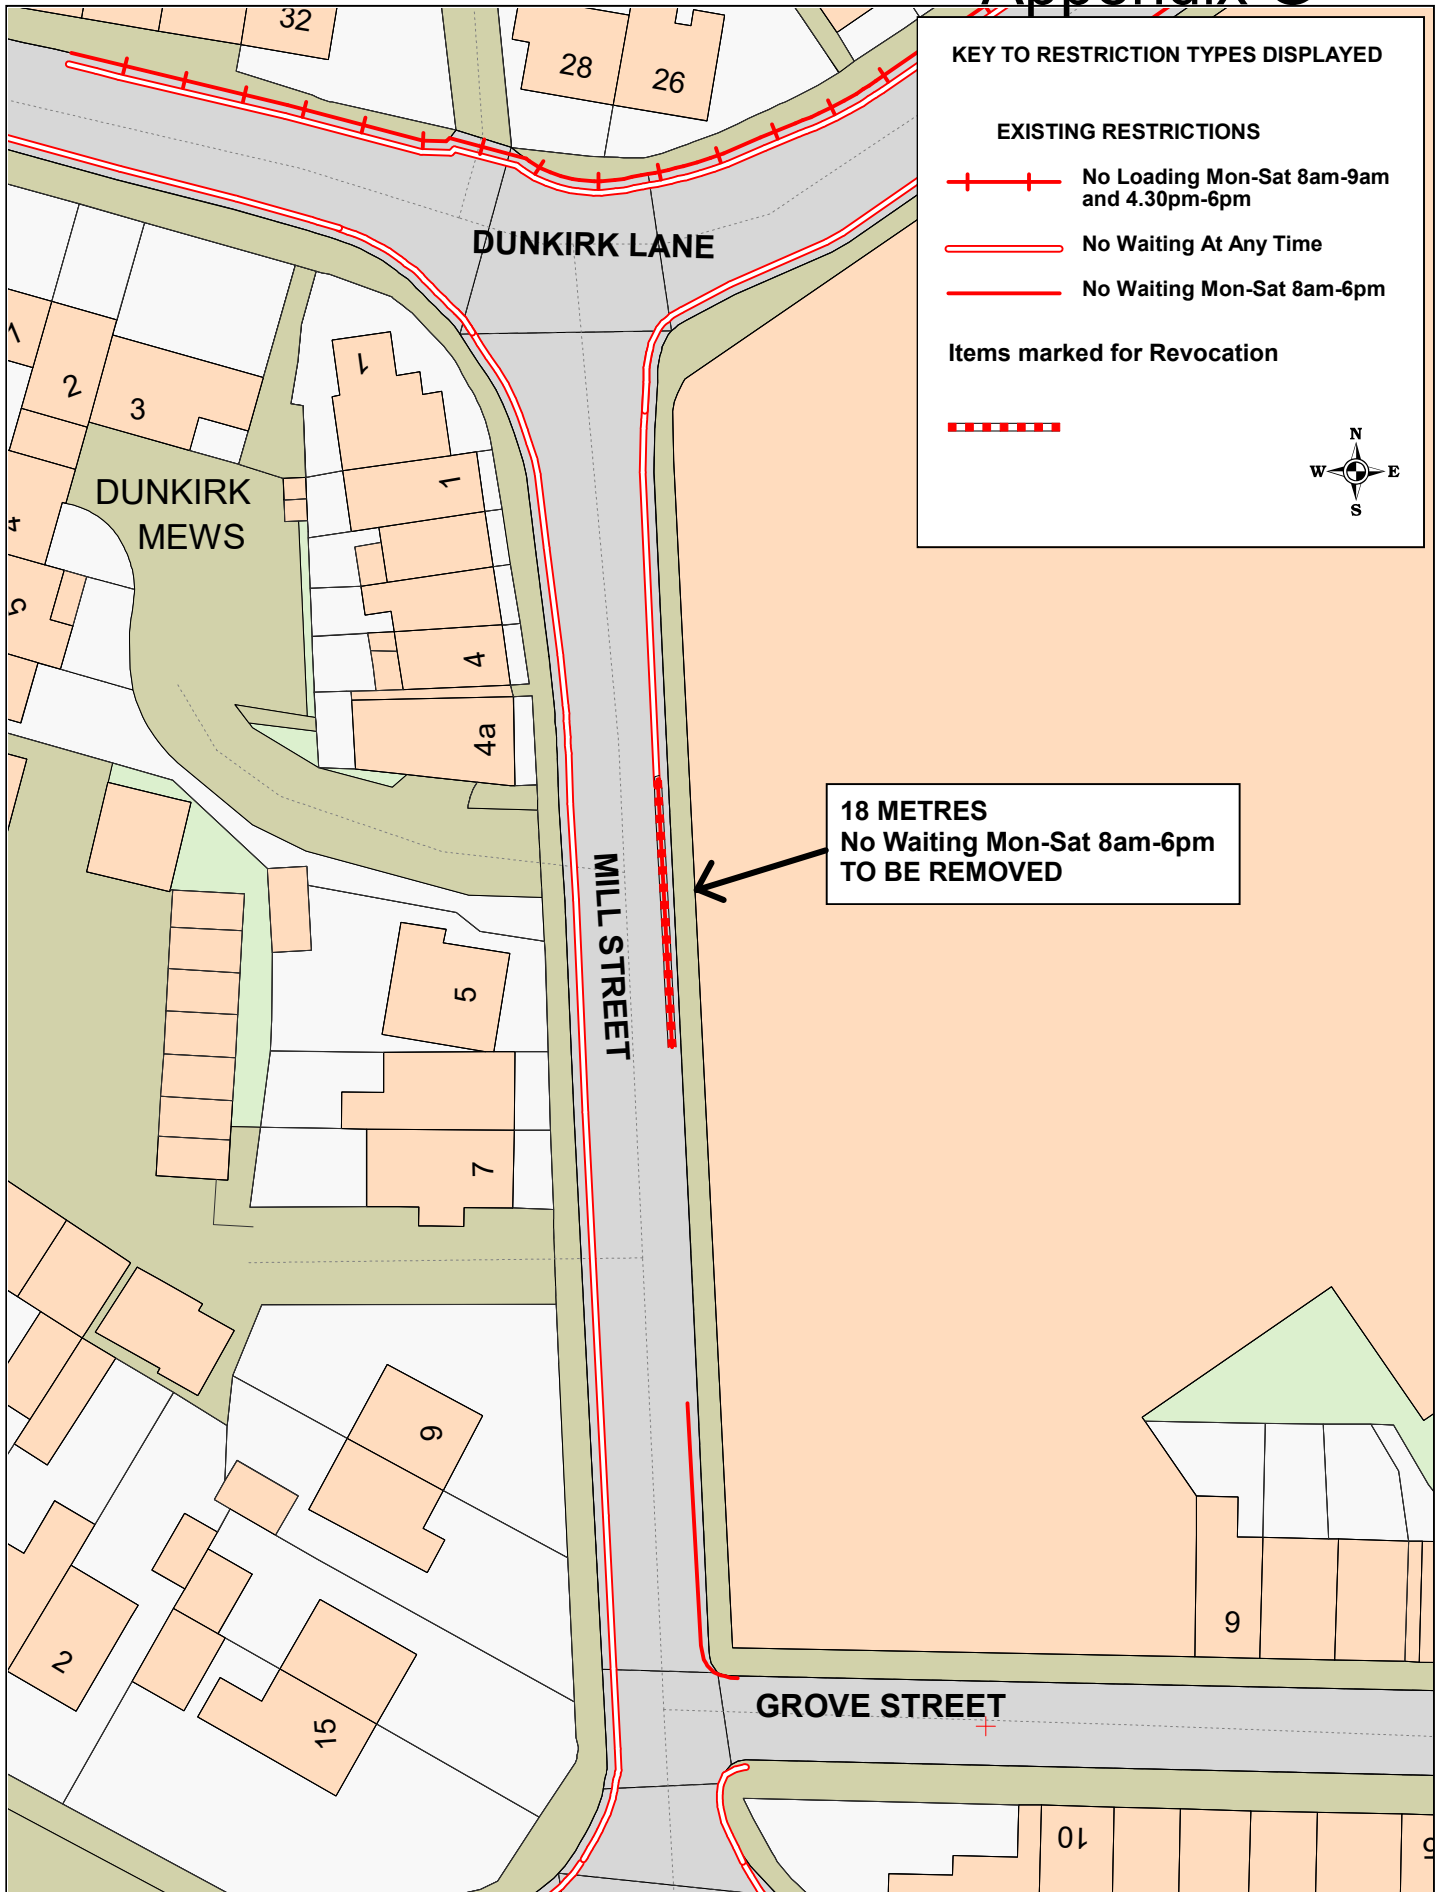 KEY TO RESTRICTION TYPES DISPLAYED
EXISTING RESTRICTIONS
No Loading Mon-Sat 8am-9am
and 4.30pm-6pm
No Waiting At Any Time
No Waiting Mon-Sat 8am-6pm
Items marked for Revocation
N
W
E
S
32
28
26
DUNKIRK LANE
1
2
3
1
1
DUNKIRK
MEWS
4
5
4
4a
18 METRES
No Waiting Mon-Sat 8am-6pm
TO BE REMOVED
MILL STREET
5
7
9
2
15
9
GROVE STREET
10